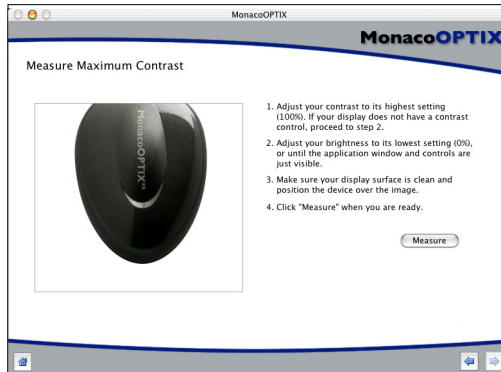 MonacoOPTIX
MonacoOPTIX
Measure Maximum Contrast
MonacoOPTIX XR
1. Adjust your contrast to its highest setting
(100%). If your display does not have a contrast
control, proceed to step 2.
2. Adjust your brightness to its lowest setting (0%),
or until the application window and controls are
just visible.
3. Make sure your display surface is clean and
position the device over the image.
4. Click "Measure" when you are ready.
Measure